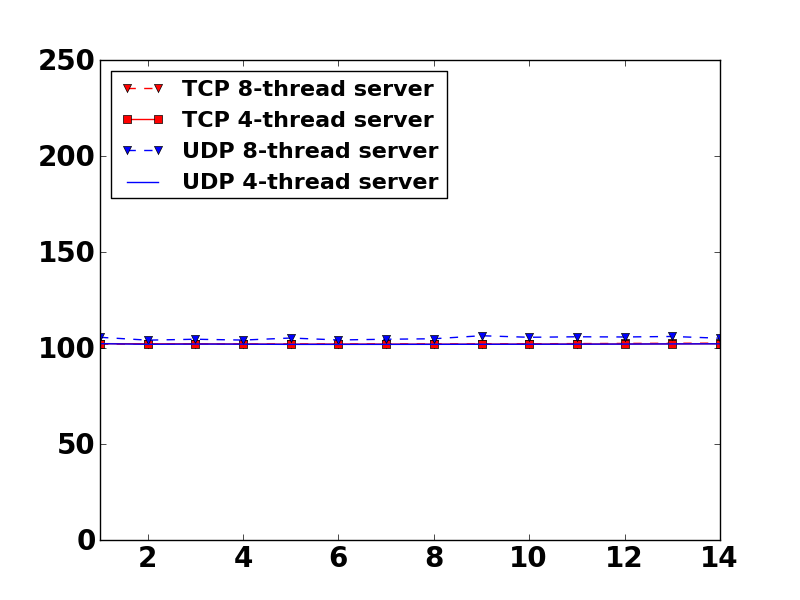 250
200
150
100
50
0
TCP 8-thread server
TCP 4-thread server
UDP 8-thread server
UDP 4-thread server
2 4 6 8 10 12 14